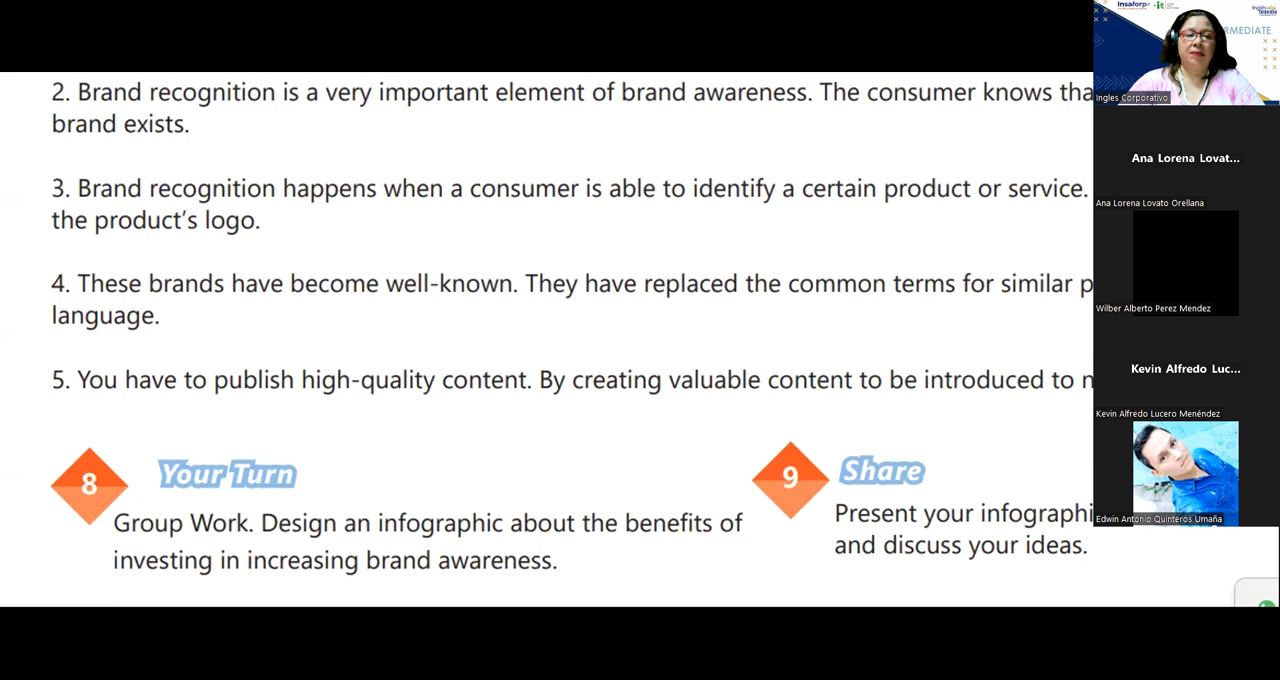 2. Brand recognition is a very important element of brand awareness. The consumer knows tha
brand exists.
3. Brand recognition happens when a consumer is able to identify a certain product or service.
the product's logo.
4. These brands have become well-known. They have replaced the common terms for similar p
language.
5. You have to publish high-quality content. By creating valuable content to be introduced to n
8
Your Turn
Group Work. Design an infographic about the benefits of
investing in increasing brand awareness.
9
Share
Present your infographi
and discuss your ideas.
Insaforp
RMEDIATE
Ingles Corporativo
Ana Lorena Lovat...
Ana Lorena Lovato Orellana
Wilber Alberto Perez Mendez
Kevin Alfredo Luc...
Kevin Alfredo Lucero Menéndez
Edwin Antonio Quinteros Umaña